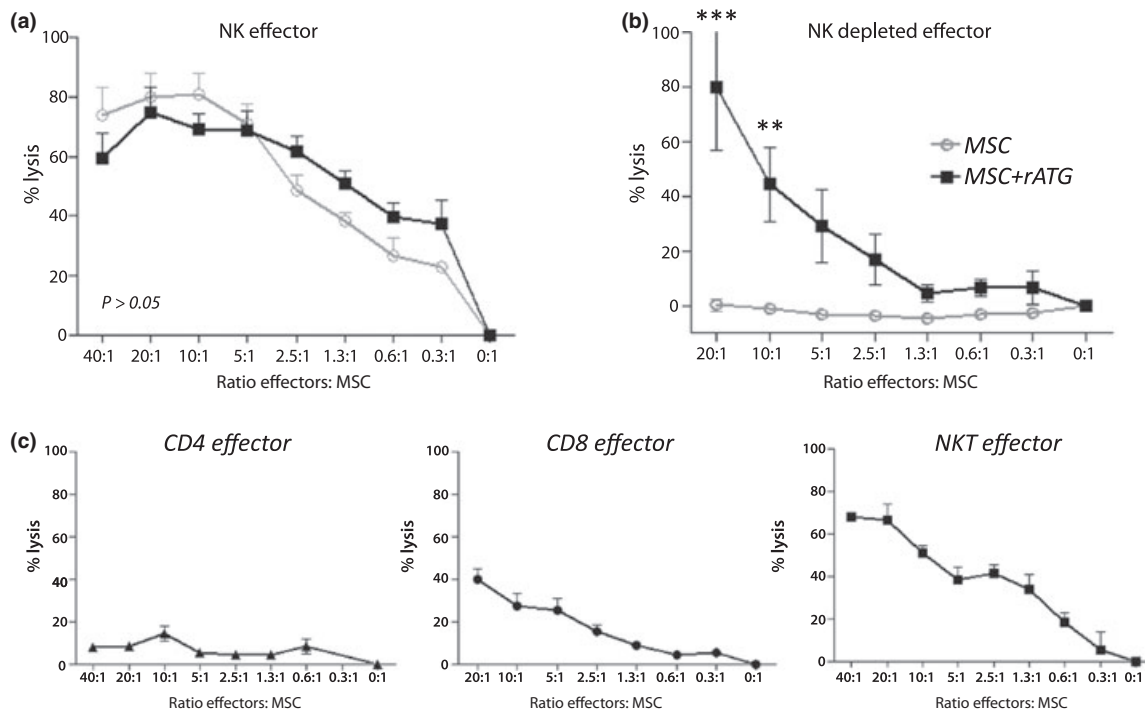 (a)
NK effector
% lysis
100
80
60
40
20
0
P > 0.05
40:1 20:1 10:1 5:1 2.5:1 1.3:1 0.6:1 0.3:1 0:1
Ratio effectors: MSC
(b)
NK depleted effector
% lysis
100
80
60
40
20
0
***
**
MSC
MSC+rATG
20:1 10:1 5:1 2.5:1 1.3:1 0.6:1 0.3:1 0:1
Ratio effectors: MSC
(c)
CD4 effector
% lysis
100
80
60
40
20
0
40:1 20:1 10:1 5:1 2.5:1 1.3:1 0.6:1 0.3:1 0:1
Ratio effectors: MSC
CD8 effector
% lysis
100
80
60
40
20
0
20:1 10:1 5:1 2.5:1 1.3:1 0.6:1 0.3:1 0:1
Ratio effectors: MSC
NKT effector
% lysis
100
80
60
40
20
0
40:1 20:1 10:1 5:1 2.5:1 1.3:1 0.6:1 0.3:1 0:1
Ratio effectors: MSC